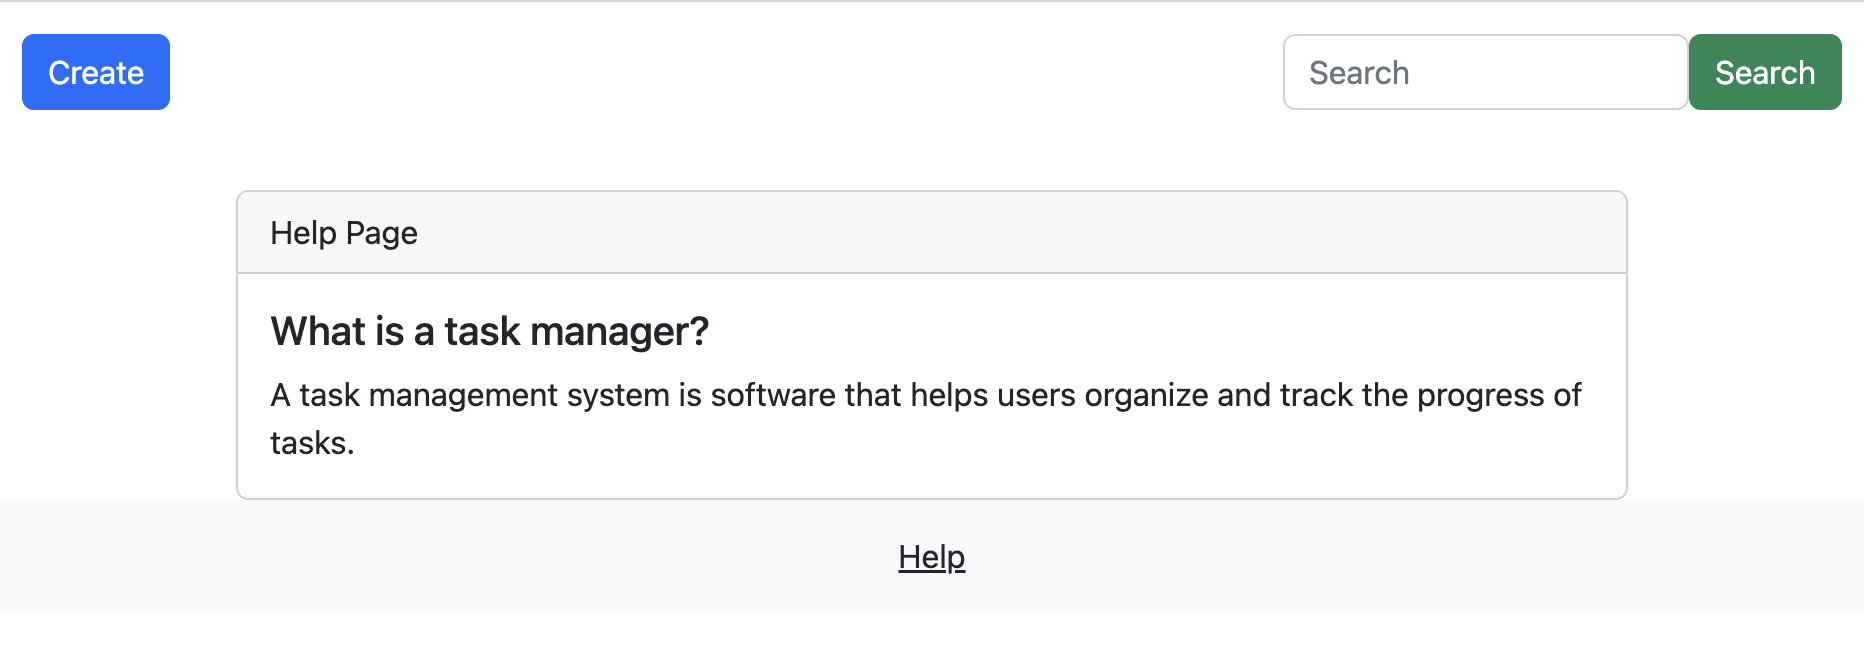 Create
Search
Search
Help Page
What is a task manager?
A task management system is software that helps users organize and track the progress of
tasks.
Help